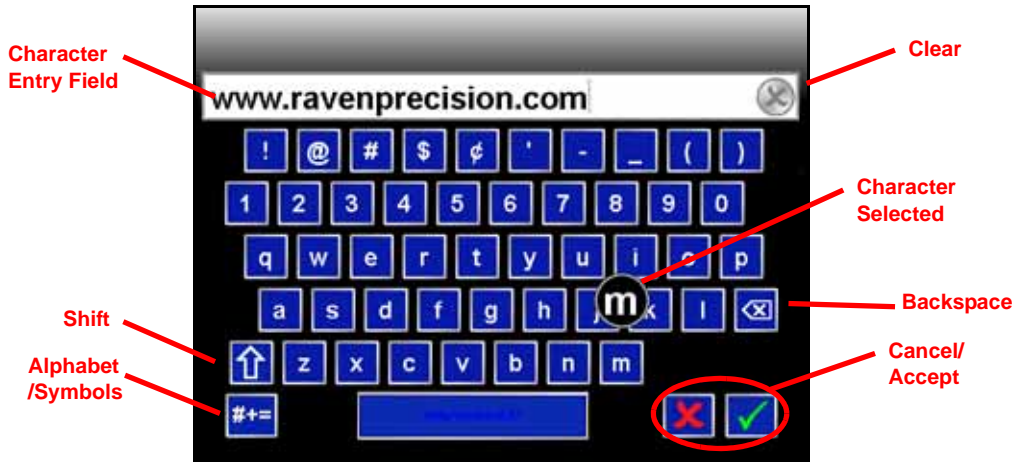 Character
Entry Field
Clear
www.ravenprecision.com
! @ # $ ¢ ' - _ ( )
1 2 3 4 5 6 7 8 9 0
Character
Selected
q w e r t y u i o p
m
a s d f g h j k l
Backspace
Shift
z x c v b n m
Cancel/
Accept
Alphabet
/Symbols
#+=